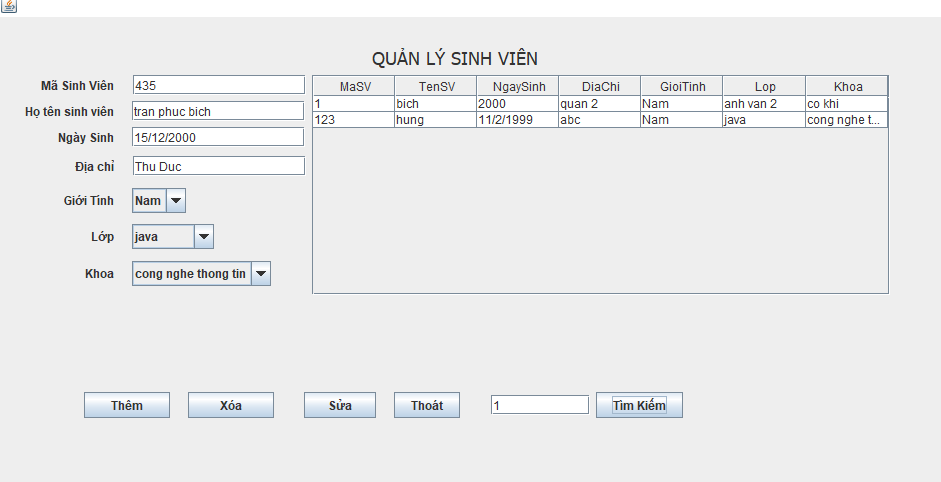 QUẢN LÝ SINH VIÊN
Mã Sinh Viên 435
Họ tên sinh viên tran phuc bich
Ngày Sinh 15/12/2000
Địa chỉ Thu Duc
Giới Tính Nam
Lớp java
Khoa cong nghe thong tin
MaSV TenSV NgaySinh DiaChi GioiTinh Lop Khoa
1 bich 2000 quan 2 Nam anh van 2 co khi
123 hung 11/2/1999 abc Nam java cong nghe t...
Thêm Xóa Sửa Thoát 1 Tìm Kiếm